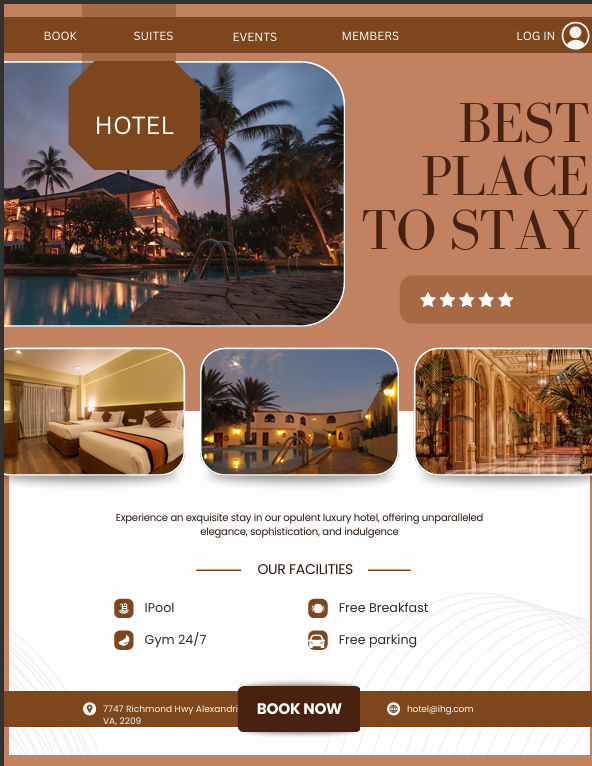 BOOK SUITES EVENTS MEMBERS LOG IN
HOTEL
BEST
PLACE
TO STAY
Experience an exquisite stay in our opulent luxury hotel, offering unparalleled
elegance, sophistication, and indulgence
OUR FACILITIES
IPool
Free Breakfast
Gym 24/7
Free parking
7747 Richmond Hwy Alexandri
VA, 2209
BOOK NOW
hotel@ihg.com